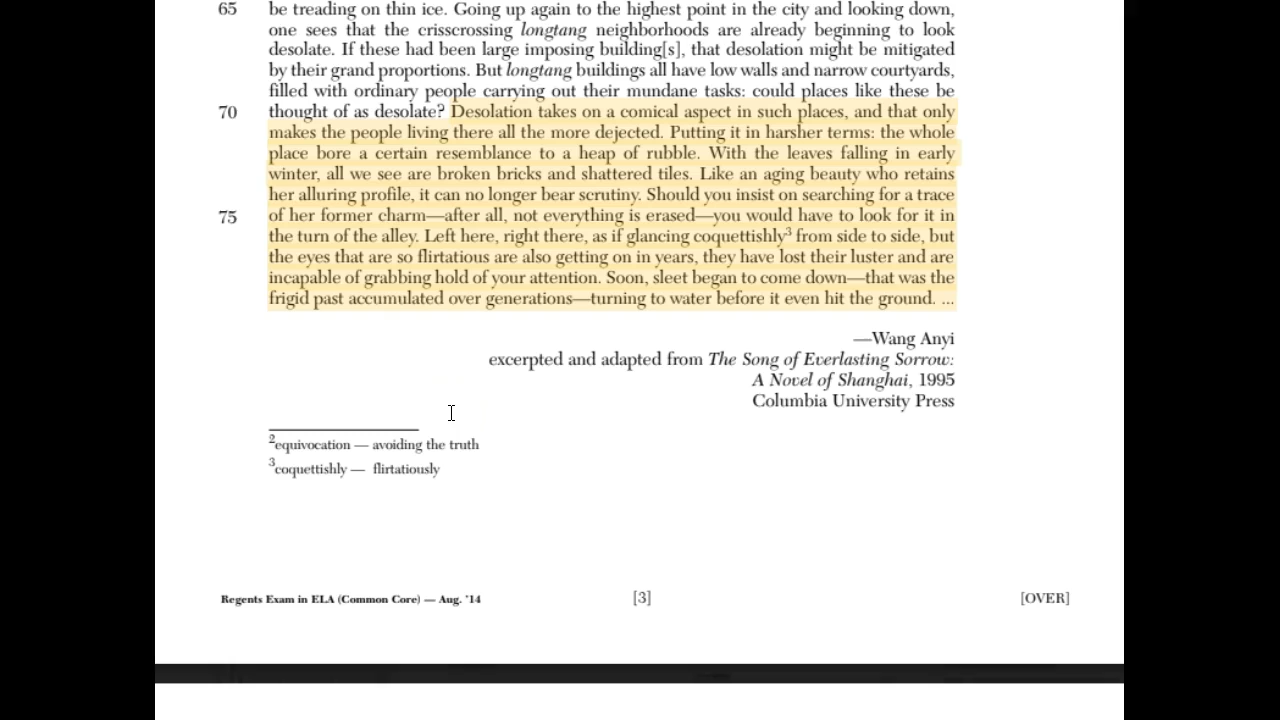 65 be treading on thin ice. Going up again to the highest point in the city and looking down,
one sees that the crisscrossing longtang neighborhoods are already beginning to look
desolate. If these had been large imposing building[s], that desolation might be mitigated
by their grand proportions. But longtang buildings all have low walls and narrow courtyards,
filled with ordinary people carrying out their mundane tasks: could places like these be
70 thought of as desolate? Desolation takes on a comical aspect in such places, and that only
makes the people living there all the more dejected. Putting it in harsher terms: the whole
place bore a certain resemblance to a heap of rubble. With the leaves falling in early
winter, all we see are broken bricks and shattered tiles. Like an aging beauty who retains
her alluring profile, it can no longer bear scrutiny. Should you insist on searching for a trace
75 of her former charm—after all, not everything is erased—you would have to look for it in
the turn of the alley. Left here, right there, as if glancing coquettishly3 from side to side, but
the eyes that are so flirtatious are also getting on in years, they have lost their luster and are
incapable of grabbing hold of your attention. Soon, sleet began to come down—that was the
frigid past accumulated over generations—turning to water before it even hit the ground. ...
—Wang Anyi
excerpted and adapted from The Song of Everlasting Sorrow:
A Novel of Shanghai, 1995
Columbia University Press
2equivocation — avoiding the truth
3coquettishly — flirtatiously
Regents Exam in ELA (Common Core) — Aug. '14 [3] [OVER]